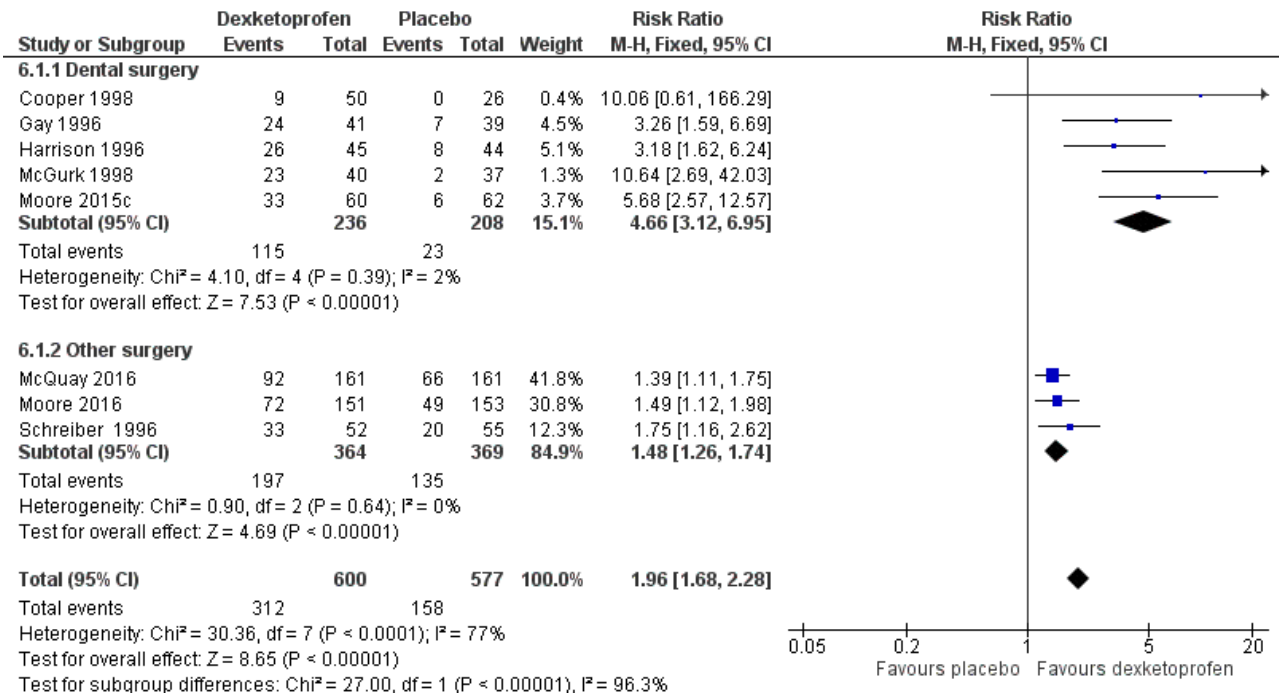 Dexketoprofen Placebo Risk Ratio Risk Ratio
Study or Subgroup Events Total Events Total Weight M-H, Fixed, 95% CI M-H, Fixed, 95% CI
6.1.1 Dental surgery
Cooper 1998 9 50 0 26 0.4% 10.06 [0.61, 166.29]
Gay 1996 24 41 7 39 4.5% 3.26 [1.59, 6.69]
Harrison 1996 26 45 8 44 5.1% 3.18 [1.62, 6.24]
McGurk 1998 23 40 2 37 1.3% 10.64 [2.69, 42.03]
Moore 2015c 33 60 6 62 3.7% 5.68 [2.57, 12.57]
Subtotal (95% CI) 236 208 15.1% 4.66 [3.12, 6.95]
Total events 115 23
Heterogeneity: Chi² = 4.10, df = 4 (P = 0.39); I² = 2%
Test for overall effect: Z = 7.53 (P < 0.00001)
6.1.2 Other surgery
McQuay 2016 92 161 66 161 41.8% 1.39 [1.11, 1.75]
Moore 2016 72 151 49 153 30.8% 1.49 [1.12, 1.98]
Schreiber 1996 33 52 20 55 12.3% 1.75 [1.16, 2.62]
Subtotal (95% CI) 364 369 84.9% 1.48 [1.26, 1.74]
Total events 197 135
Heterogeneity: Chi² = 0.90, df = 2 (P = 0.64); I² = 0%
Test for overall effect: Z = 4.69 (P < 0.00001)
Total (95% CI) 600 577 100.0% 1.96 [1.68, 2.28]
Total events 312 158
Heterogeneity: Chi² = 30.36, df = 7 (P < 0.0001); I² = 77%
Test for overall effect: Z = 8.65 (P < 0.00001)
Test for subgroup differences: Chi² = 27.00, df = 1 (P < 0.00001), I² = 96.3%
0.05 0.2 1 5 20
Favours placebo Favours dexketoprofen